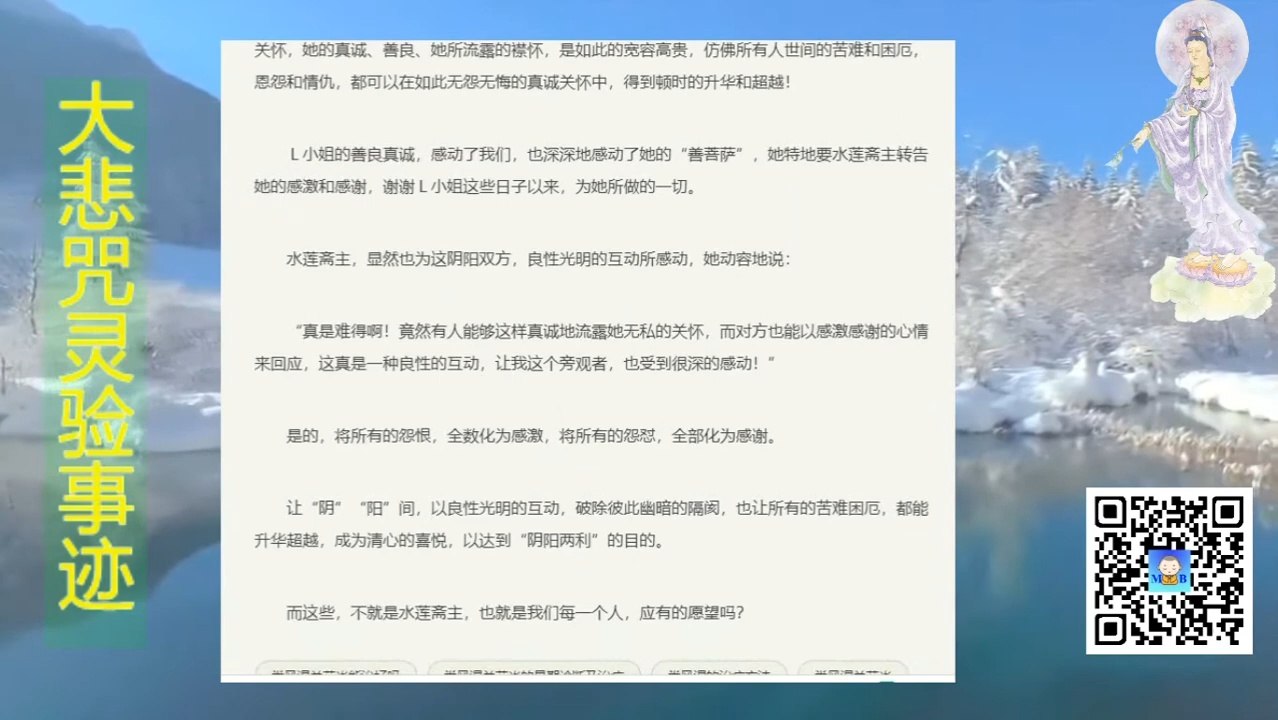 大悲咒灵验事迹
关怀，她的真诚、善良、她所流露的襟怀，是如此的宽容高贵，仿佛所有人世间的苦难和困厄，
恩怨和情仇，都可以在如此无怨无悔的真诚关怀中，得到顿时的升华和超越！
L 小姐的善良真诚，感动了我们，也深深地感动了她的“善菩萨”，她特地要水莲斋主转告
她的感激和感谢，谢谢 L 小姐这些日子以来，为她所做的一切。
水莲斋主，显然也为这阴阳双方，良性光明的互动所感动，她动容地说：
“真是难得啊！竟然有人能够这样真诚地流露她无私的关怀，而对方也能以感激感谢的心情
来回应，这真是一种良性的互动，让我这个旁观者，也受到很深的感动！”
是的，将所有的怨恨，全数化为感激，将所有的怨怼，全部化为感谢。
让“阴”“阳”间，以良性光明的互动，破除彼此幽暗的隔阂，也让所有的苦难困厄，都能
升华超越，成为清心的喜悦，以达到“阴阳两利”的目的。
而这些，不就是水莲斋主，也就是我们每一个人，应有的愿望吗？
M B